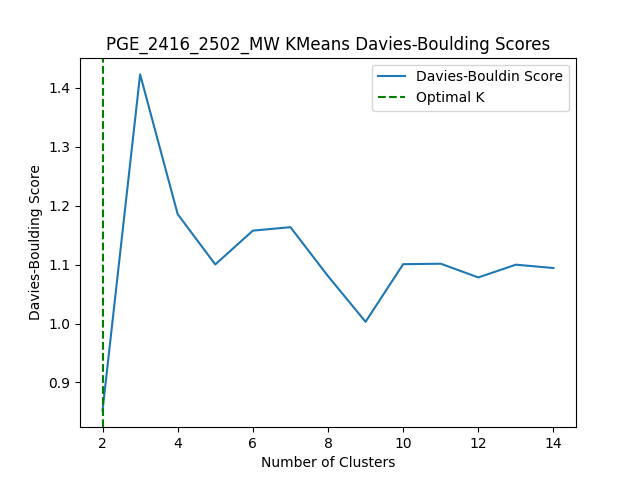 PGE_2416_2502_MW KMeans Davies-Boulding Scores
Davies-Bouldin Score
Optimal K
Davies-Boulding Score
1.4
1.3
1.2
1.1
1.0
0.9
2 4 6 8 10 12 14
Number of Clusters